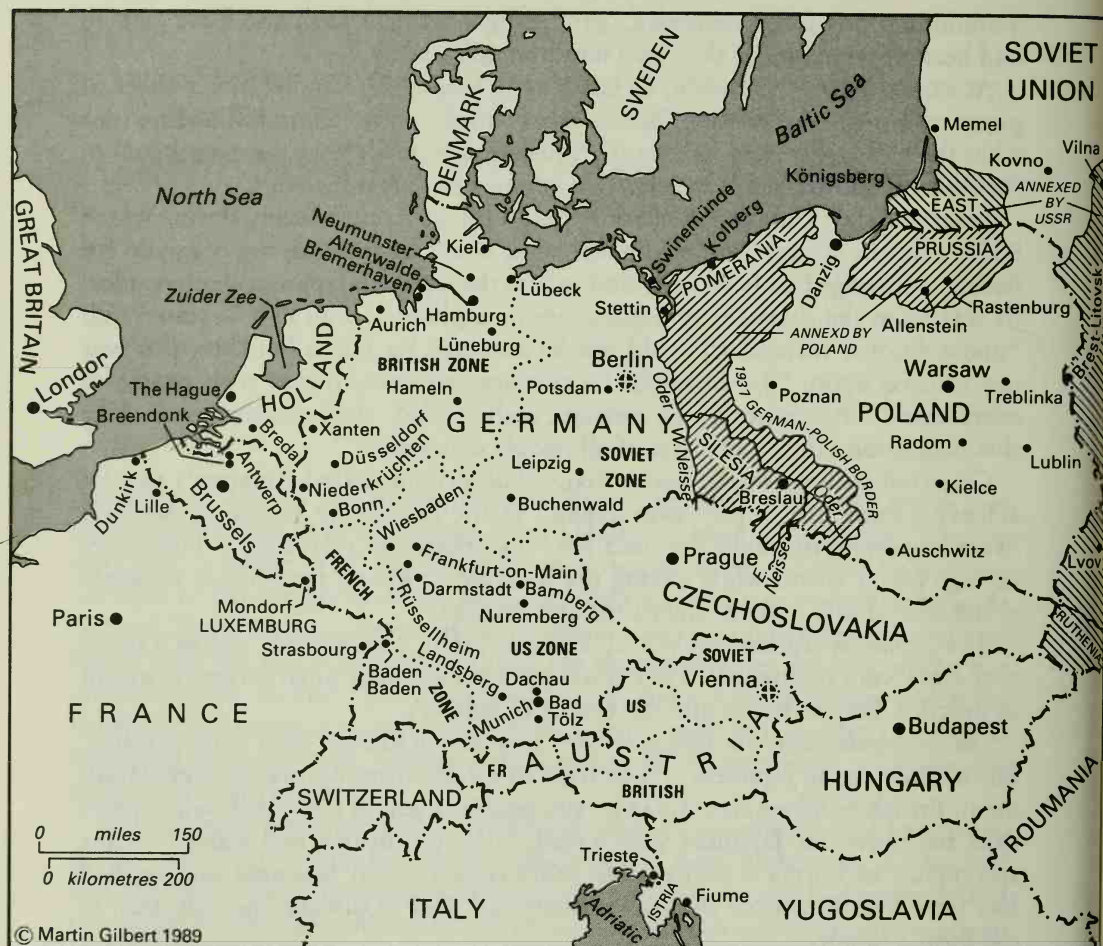 SOVIET
UNION
SWEDEN
DENMARK
Baltic Sea
Memel
Kovno
Vilna
Königsberg
ANNEXED
BY
USSR
EAST
PRUSSIA
North Sea
GREAT BRITAIN
Neumunster
Altenwalde
Bremerhaven
Kiel
Swinemünde
Kolberg
POMERANIA
Danzig
Zuider Zee
Lübeck
Stettin
Rastenburg
Allenstein
Aurich
Hamburg
Lüneburg
ANNEXD BY
POLAND
Brest-Litovsk
London
HOLLAND
BRITISH ZONE
Berlin
Oder
1937 GERMAN-POLISH BORDER
Warsaw
Treblinka
The Hague
Hameln
Potsdam
Poznan
POLAND
Breendonk
Breda
Xanten
GERMANY
Radom
Lublin
Antwerp
Düsseldorf
SOVIET
ZONE
W.Neisse
SILESIA
Leipzig
Dunkirk
Lille
Brussels
Niederkrüchten
Bonn
Wiesbaden
Buchenwald
Breslau
Oder
Kielce
FRENCH
ZONE
Frankfurt-on-Main
Prague
E.
Neisse
Auschwitz
Lvov
Darmstadt
Bamberg
Mondorf
LUXEMBURG
Rüssellheim
Nuremberg
CZECHOSLOVAKIA
RUTHENIA
Paris
Strasbourg
US ZONE
SOVIET
Baden
Baden
Landsberg
Dachau
Vienna
FRANCE
Munich
Bad
Tölz
US
Budapest
FR
AUSTRIA
SWITZERLAND
BRITISH
HUNGARY
ROUMANIA
0 miles 150
0 kilometres 200
Trieste
ISTRIA
Fiume
Adriatic
ITALY
YUGOSLAVIA
© Martin Gilbert 1989